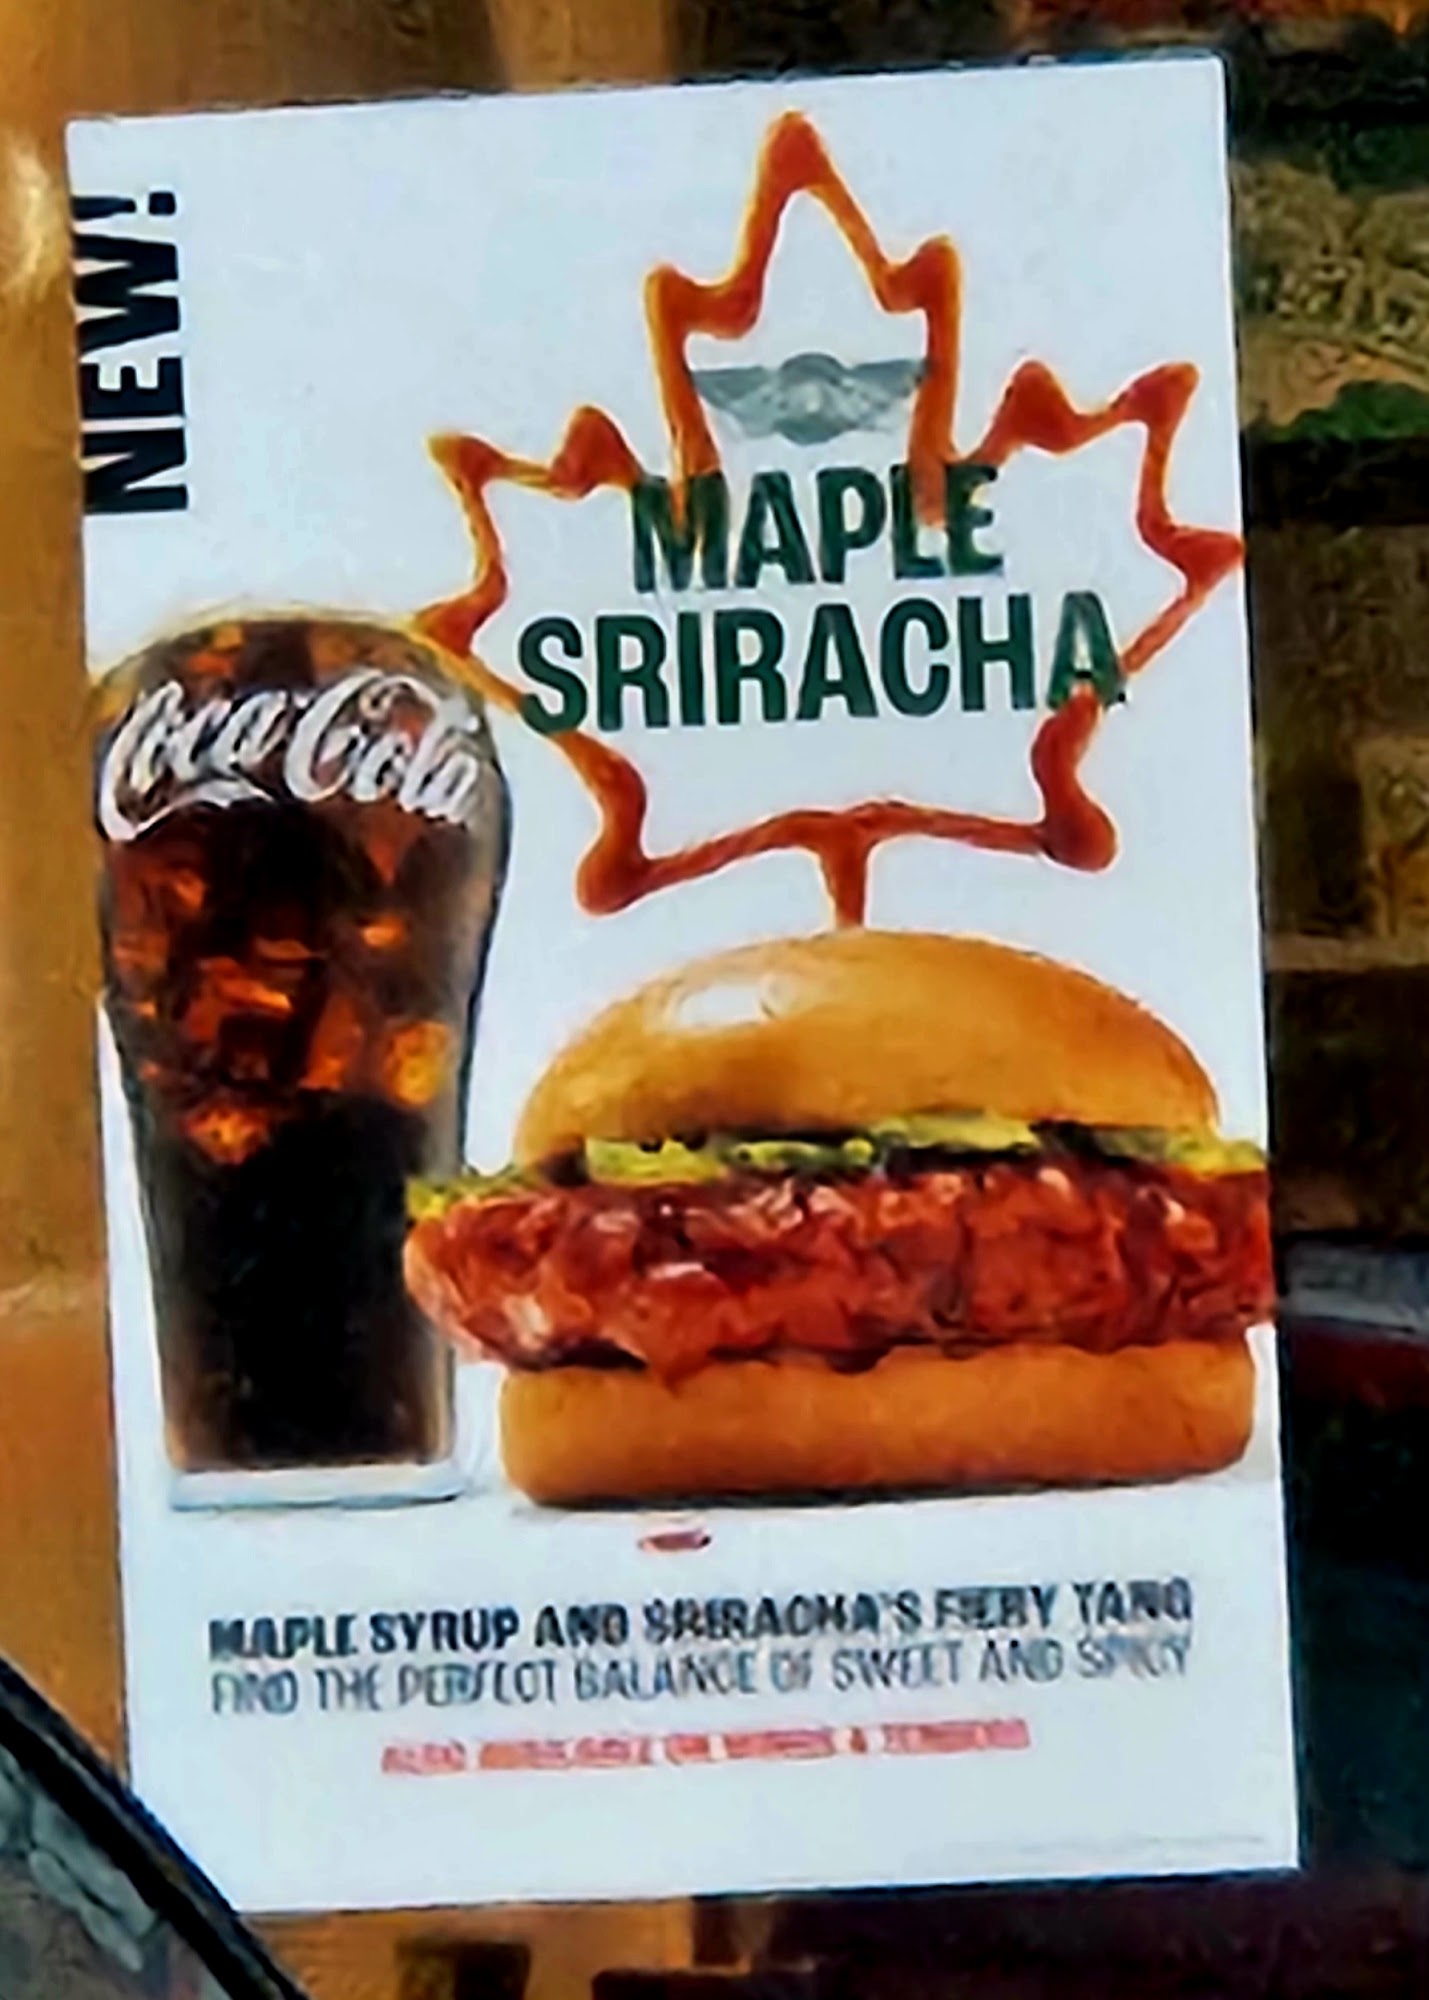 NEW!
MAPLE
SRIRACHA
Coca-Cola
MAPLE SYRUP AND SRIRACHA'S FIERY TANG
FIND THE PERFECT BALANCE OF SWEET AND SPICY